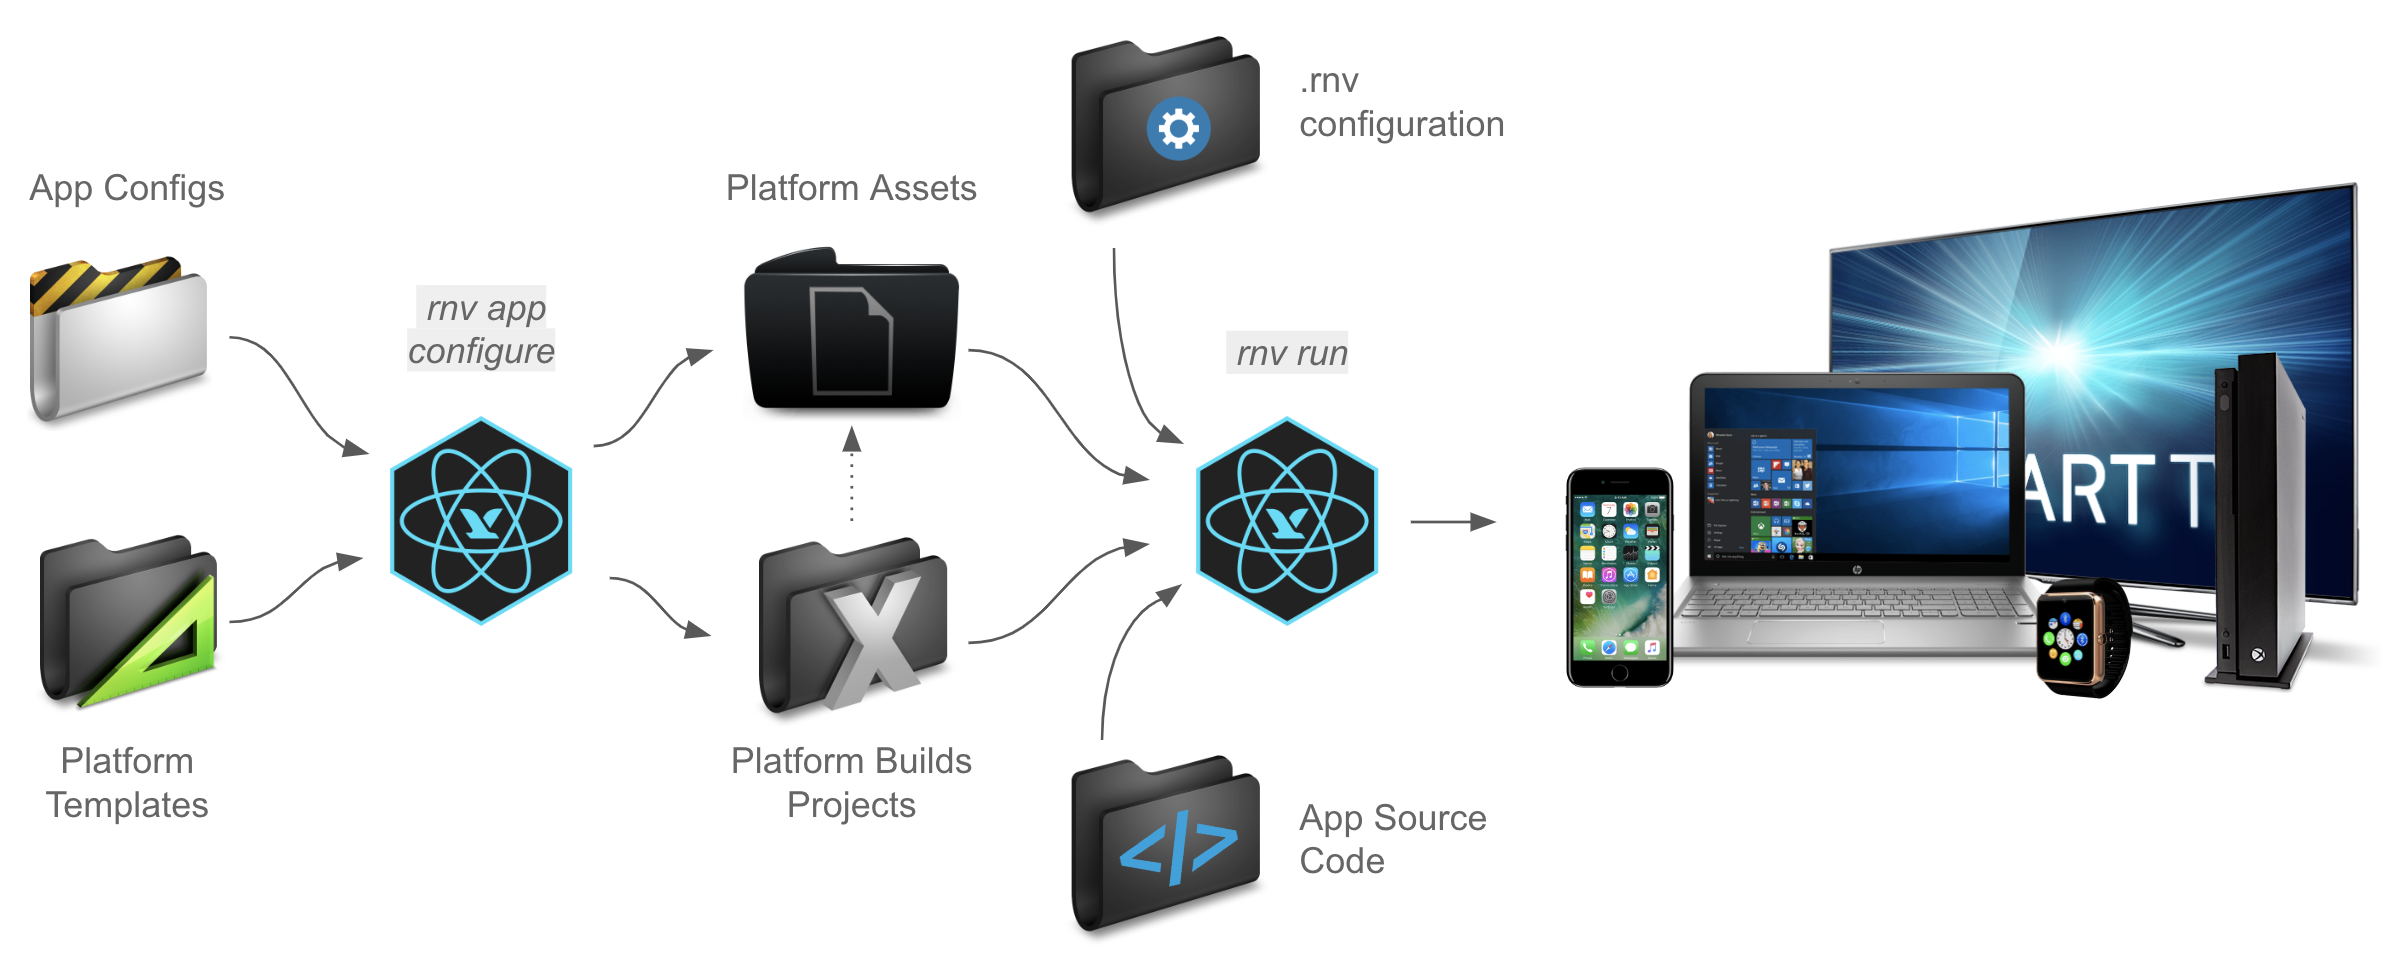 .rnv
configuration
App Configs
Platform Assets
rnv app
configure
rnv run
ART T
Platform
Templates
Platform Builds
Projects
App Source
Code